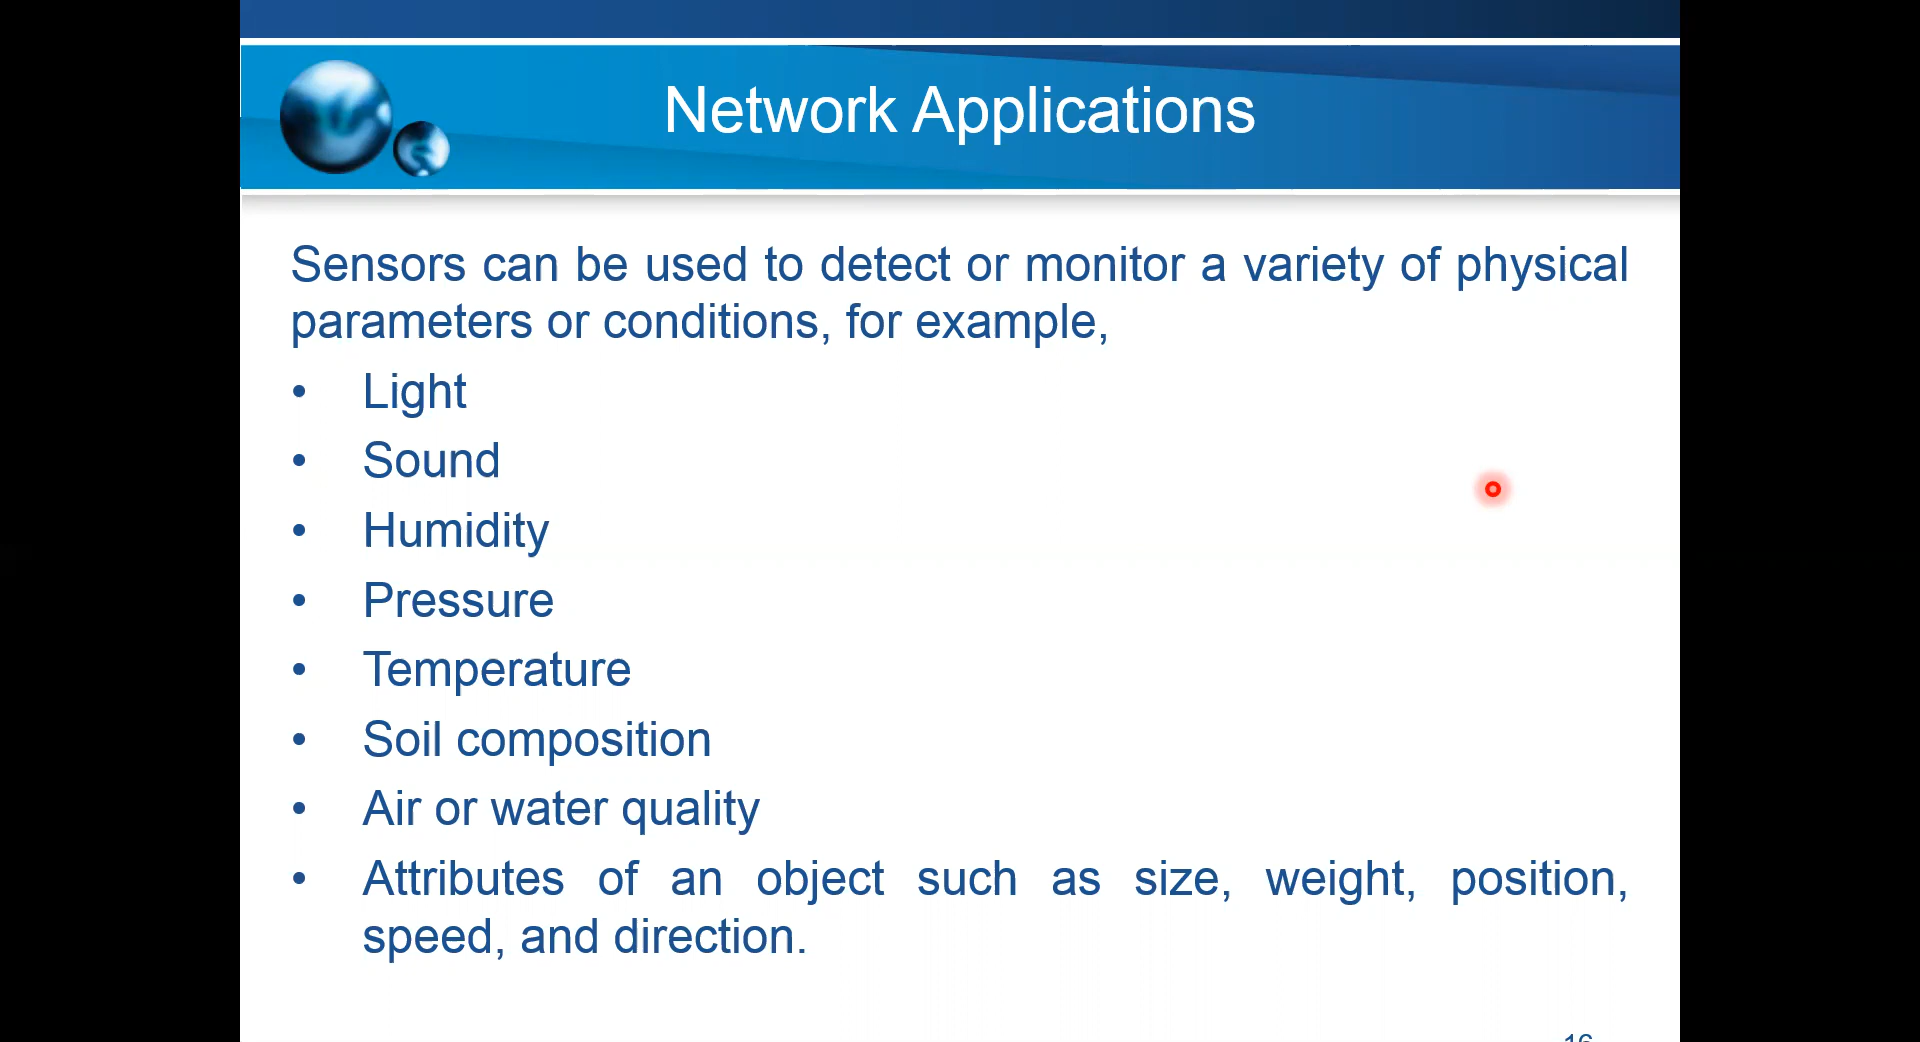 Network Applications
Sensors can be used to detect or monitor a variety of physical
parameters or conditions, for example,
• Light
• Sound
• Humidity
• Pressure
• Temperature
• Soil composition
• Air or water quality
• Attributes of an object such as size, weight, position,
speed, and direction.
16